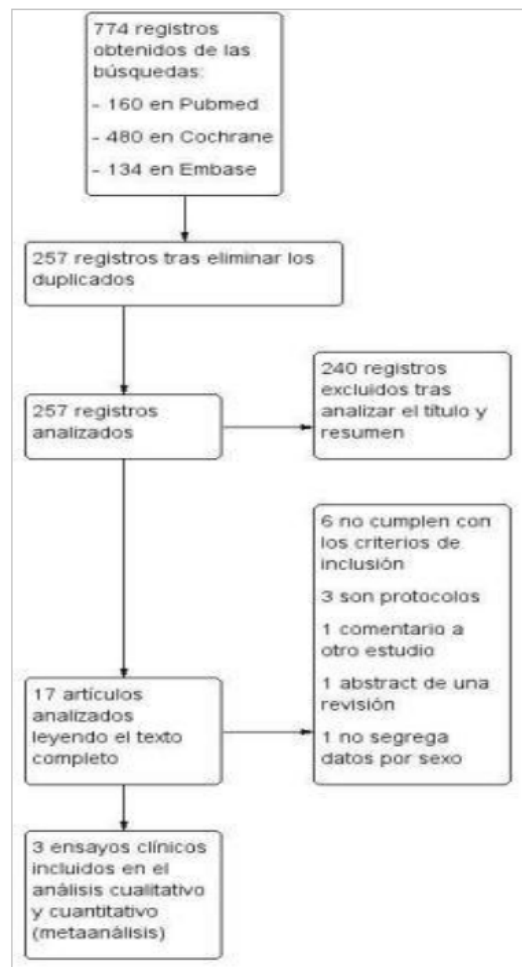 774 registros
obtenidos de las
búsquedas:
- 160 en Pubmed
- 480 en Cochrane
- 134 en Embase
257 registros tras eliminar los
duplicados
257 registros
analizados
240 registros
excluidos tras
analizar el título y
resumen
6 no cumplen con
los criterios de
inclusión
3 son protocolos
1 comentario a
otro estudio
1 abstract de una
revisión
1 no segrega
datos por sexo
17 artículos
analizados
leyendo el texto
completo
3 ensayos clínicos
incluidos en el
análisis cualitativo
y cuantitativo
(metaanálisis)